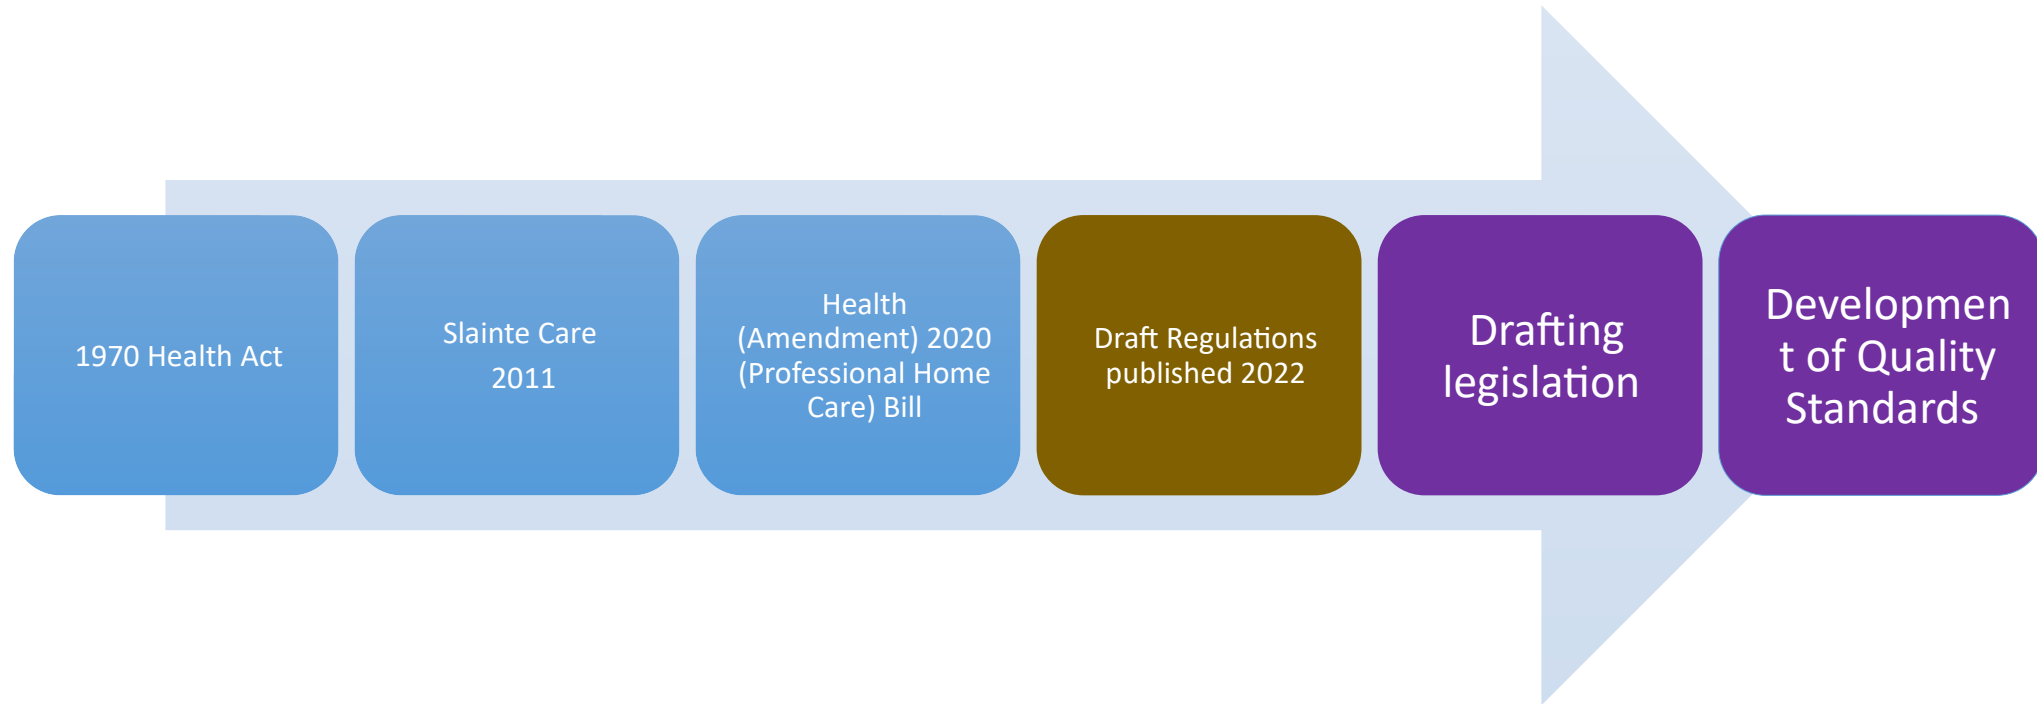 1970 Health Act
Slainte Care
2011
Health
(Amendment) 2020
(Professional Home
Care) Bill
Draft Regulations
published 2022
Drafting
legislation
Developmen
t of Quality
Standards